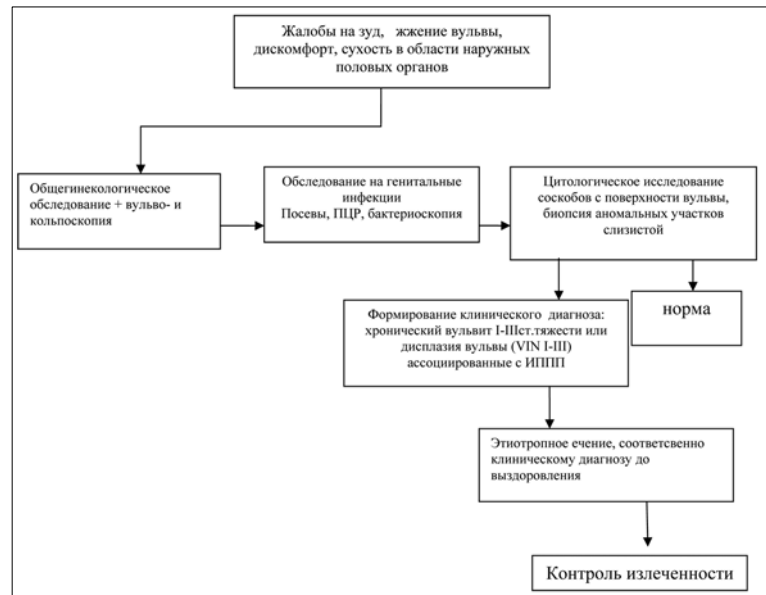 Жалобы на зуд, жжение вульвы,
дискомфорт, сухость в области наружных
половых органов
Общегинекологическое
обследование + вульво- и
кольпоскопия
Обследование на генитальные
инфекции
Посевы, ПЦР, бактериоскопия
Цитологическое исследование
соскобов с поверхности вульвы,
биопсия аномальных участков
слизистой
норма
Формирование клинического диагноза:
хронический вульвит I-IIIст.тяжести или
дисплазия вульвы (VIN I-III)
ассоциированные с ИППП
Этиотропное ечение, соответсвенно
клиническому диагнозу до
выздоровления
Контроль излеченности